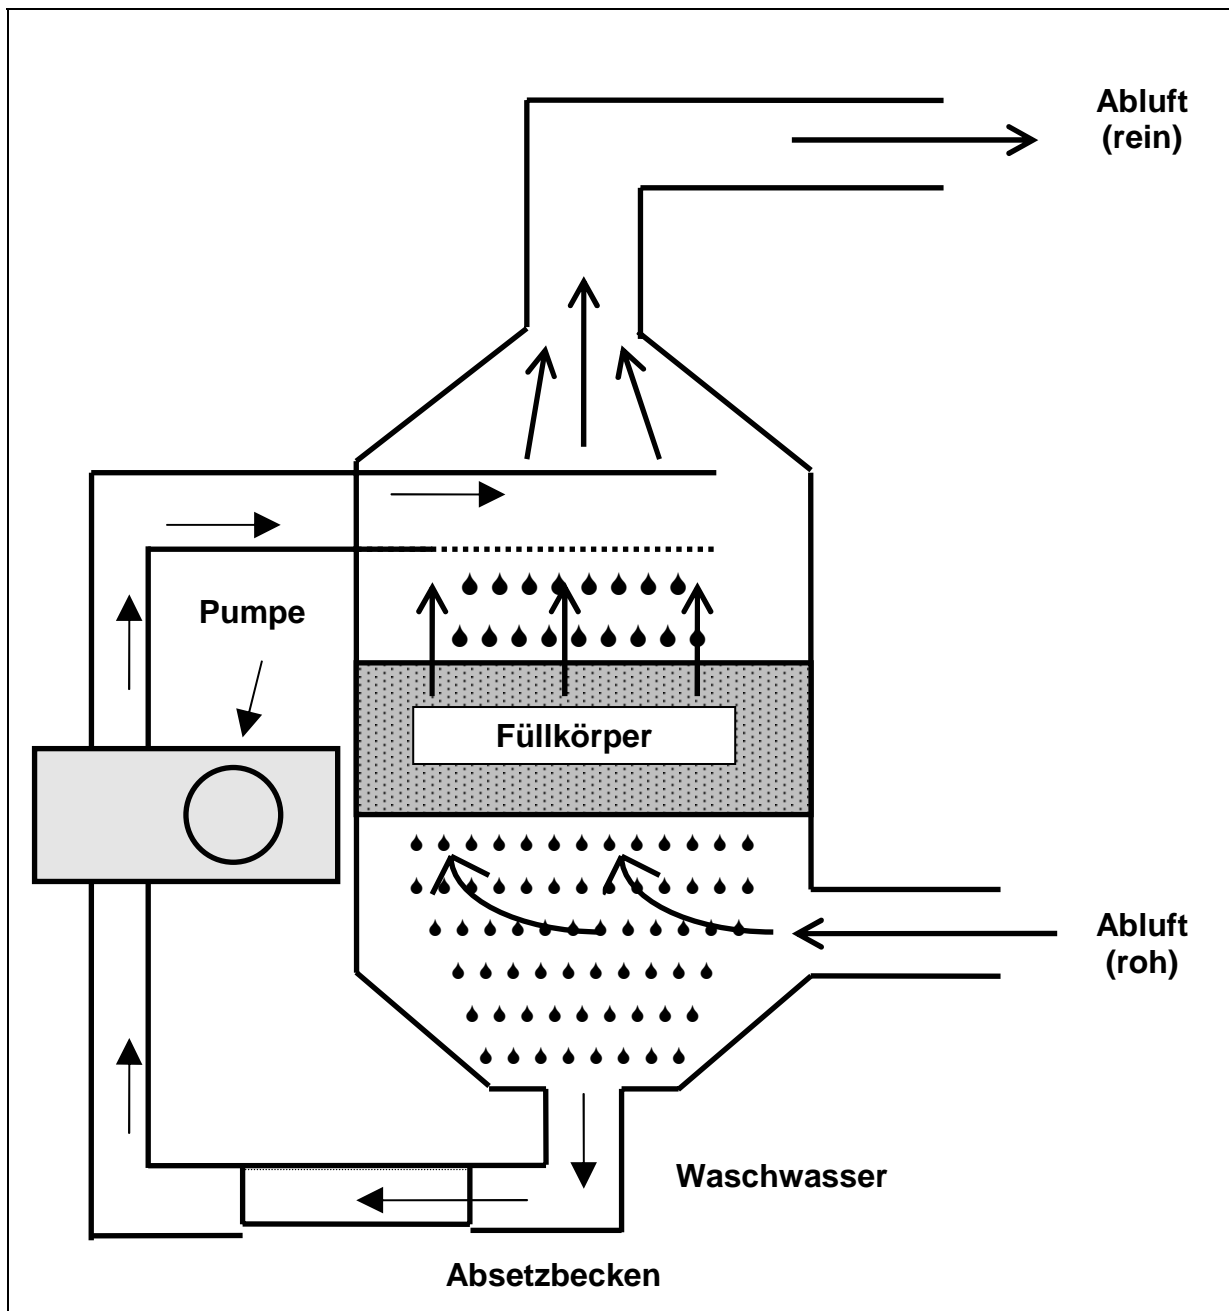 Abluft
(rein)
Pumpe
Füllkörper
Abluft
(roh)
Waschwasser
Absetzbecken